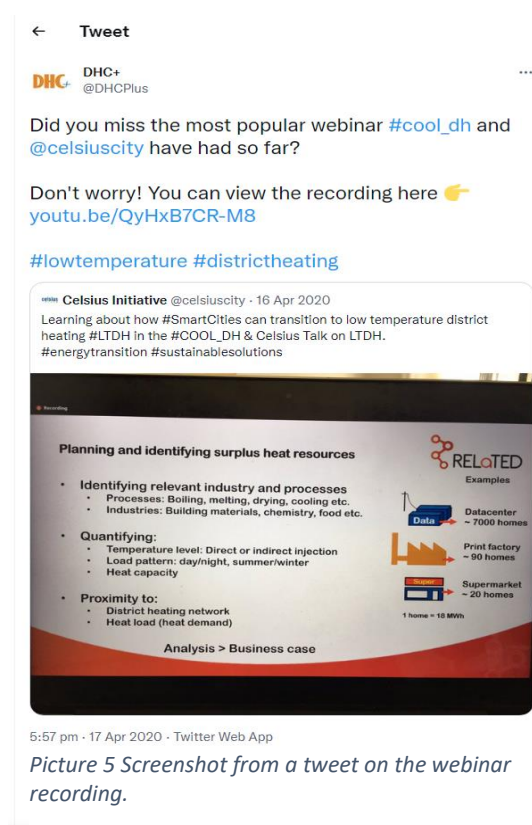 ← Tweet
DHC+
DHC+
@DHCPlus
Did you miss the most popular webinar #cool_dh and
@celsiuscity have had so far?
Don't worry! You can view the recording here 👉
youtu.be/QyHxB7CR-M8
#lowtemperature #districtheating
Celsius Initiative @celsiuscity · 16 Apr 2020
Learning about how #SmartCities can transition to low temperature district
heating #LTDH in the #COOL_DH & Celsius Talk on LTDH.
#energytransition #sustainablesolutions
Recording
Planning and identifying surplus heat resources
• Identifying relevant industry and processes
• Processes: Boiling, melting, drying, cooling etc.
• Industries: Building materials, chemistry, food etc.
• Quantifying:
• Temperature level: Direct or indirect injection
• Load pattern: day/night, summer/winter
• Heat capacity
• Proximity to:
• District heating network
• Heat load (heat demand)
Analysis > Business case
RELaTED
Examples
Data
Datacenter
~ 7000 homes
Print factory
~ 90 homes
Super
Supermarket
~ 20 homes
1 home = 18 MWh
5:57 pm · 17 Apr 2020 · Twitter Web App
Picture 5 Screenshot from a tweet on the webinar
recording.